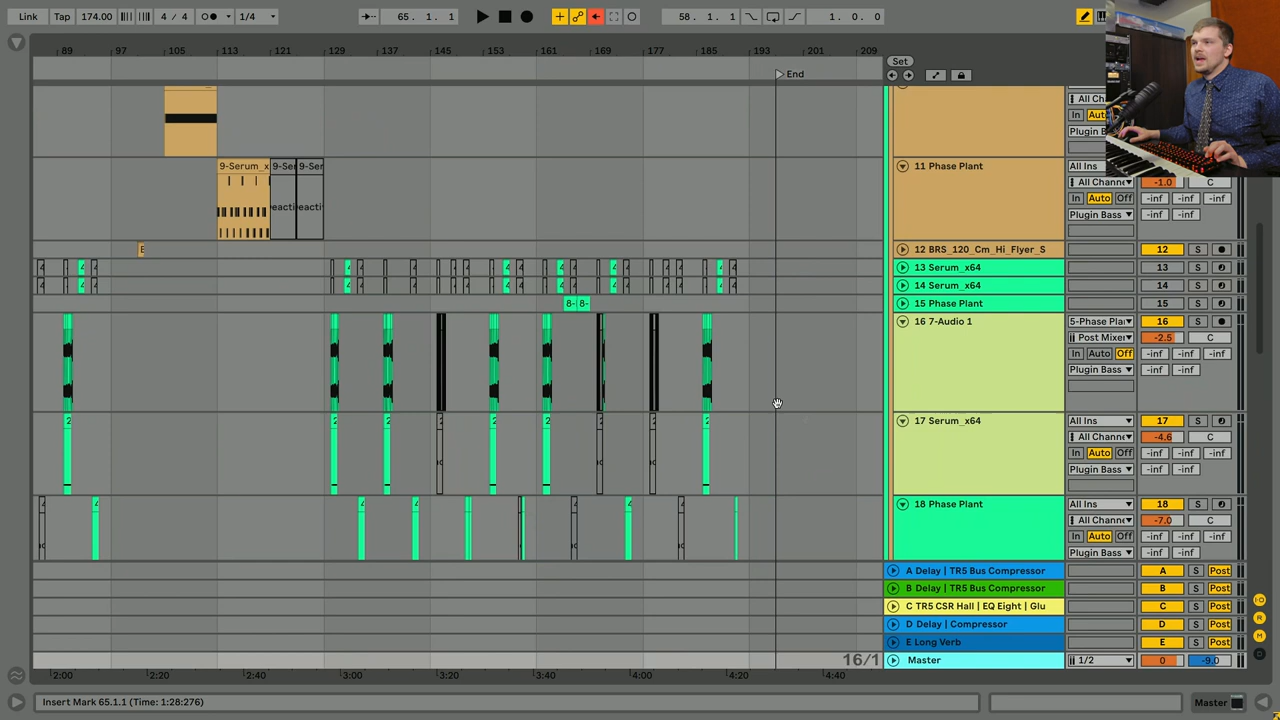 Link Tap 174.00 4 / 4 1/4 65. 1. 1 58. 1. 1 1. 0. 0
89 97 105 113 121 129 137 145 153 161 169 177 185 193 201 209
Set
End
All Ch
In Aut
Plugin B
9-Serum_x 9-Ser 9-Ser
11 Phase Plant All Ins
All Channe -1.0 C
In Auto Off -inf -inf -inf
Plugin Bass -inf -inf
12 BRS_120_Cm_Hi_Flyer_S 12 S
13 Serum_x64 13 S
14 Serum_x64 14 S
8- 8- 15 Phase Plant 15 S
16 7-Audio 1 5-Phase Pla 16 S
Post Mixer -2.5 C
In Auto Off -inf -inf -inf
Plugin Bass -inf -inf
17 Serum_x64 All Ins 17 S
All Channe -4.6 C
In Auto Off -inf -inf -inf
Plugin Bass -inf -inf
18 Phase Plant All Ins 18 S
All Channe -7.0 C
In Auto Off -inf -inf -inf
Plugin Bass -inf -inf
A Delay | TR5 Bus Compressor A S Post
B Delay | TR5 Bus Compressor B S Post
C TR5 CSR Hall | EQ Eight | Glu C S Post
D Delay | Compressor D S Post
E Long Verb E S Post
16/1 Master 1/2 0 -9.0
2:00 2:20 2:40 3:00 3:20 3:40 4:00 4:20 4:40
Insert Mark 65.1.1 (Time: 1:28:276) Master